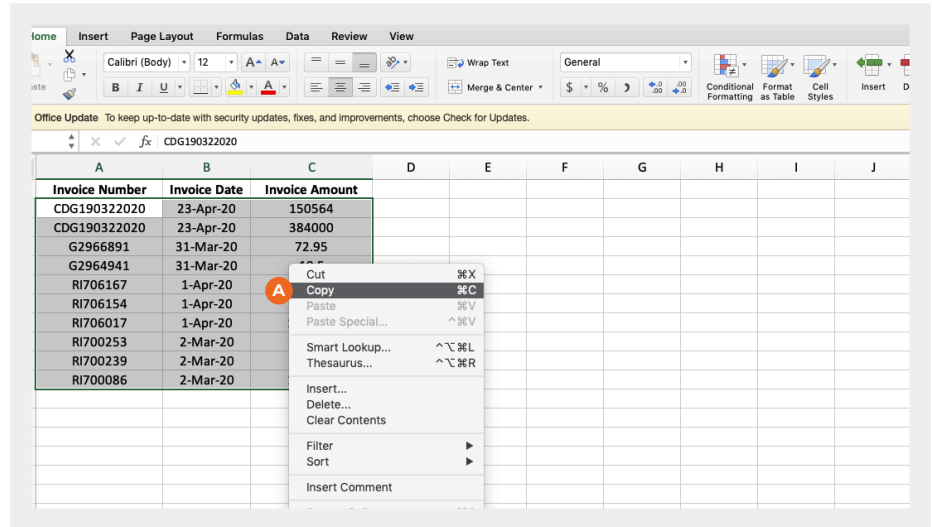 Home Insert Page Layout Formulas Data Review View
Calibri (Body) 12 A A Wrap Text General
B I U A Merge & Center $ % Conditional Formatting Format as Table Cell Styles Insert
Office Update To keep up-to-date with security updates, fixes, and improvements, choose Check for Updates.
fx CDG190322020
A B C D E F G H I J
Invoice Number Invoice Date Invoice Amount
CDG190322020 23-Apr-20 150564
CDG190322020 23-Apr-20 384000
G2966891 31-Mar-20 72.95
G2964941 31-Mar-20
RI706167 1-Apr-20
RI706154 1-Apr-20
RI706017 1-Apr-20
RI700253 2-Mar-20
RI700239 2-Mar-20
RI700086 2-Mar-20
Cut ⌘X
A Copy ⌘C
Paste ⌘V
Paste Special... ^⌘V
Smart Lookup... ^⌥⌘L
Thesaurus... ^⌥⌘R
Insert...
Delete...
Clear Contents
Filter
Sort
Insert Comment